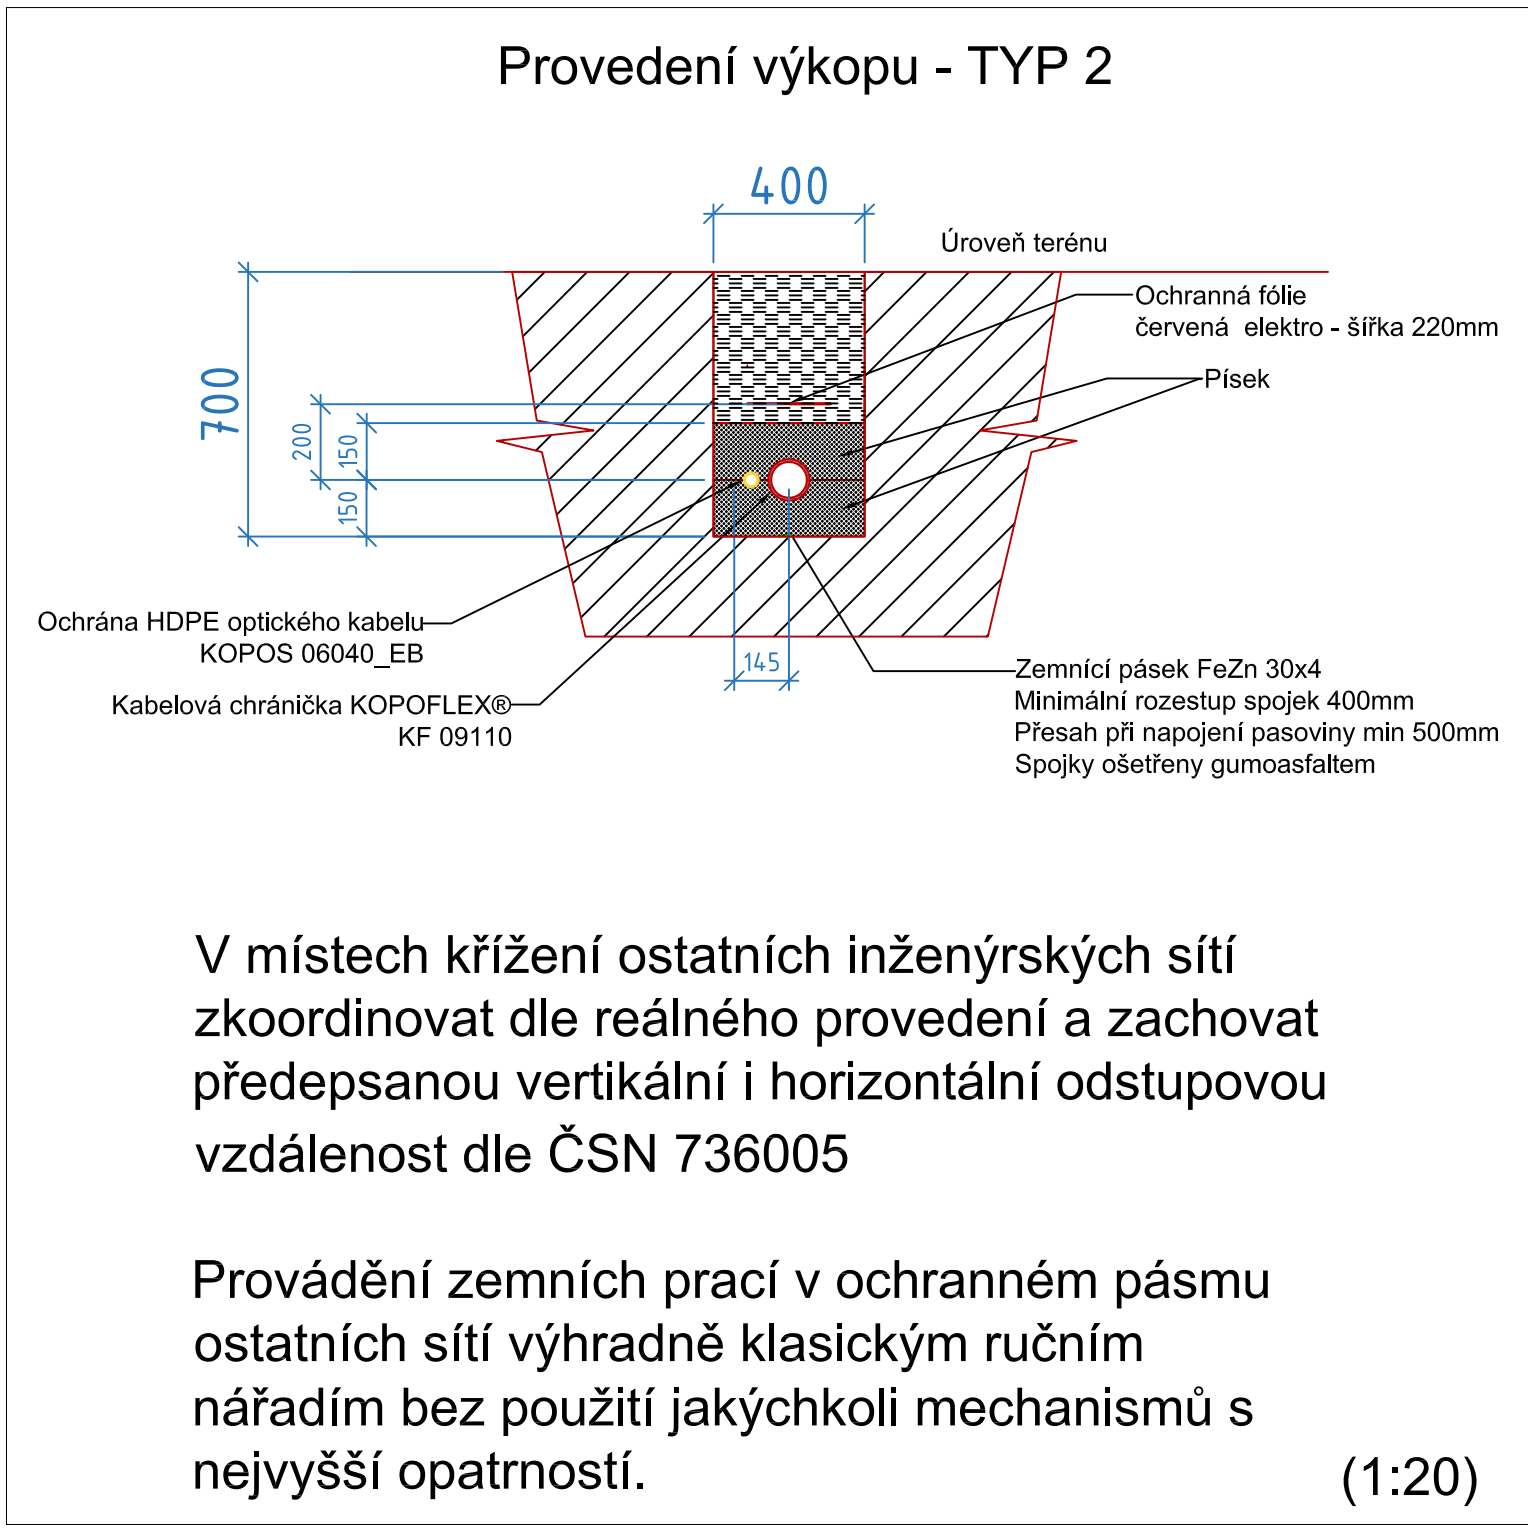 Provedení výkopu - TYP 2
400
Úroveň terénu
Ochranná fólie
červená  elektro - šířka 220mm
Písek
700
200
150
150
Ochrána HDPE optického kabelu
KOPOS 06040_EB
Kabelová chránička KOPOFLEX®
KF 09110
145
Zemnící pásek FeZn 30x4
Minimální rozestup spojek 400mm
Přesah při napojení pasoviny min 500mm
Spojky ošetřeny gumoasfaltem
V místech křížení ostatních inženýrských sítí
zkoordinovat dle reálného provedení a zachovat
předepsanou vertikální i horizontální odstupovou
vzdálenost dle ČSN 736005
Provádění zemních prací v ochranném pásmu
ostatních sítí výhradně klasickým ručním
nářadím bez použití jakýchkoli mechanismů s
nejvyšší opatrností.
(1:20)